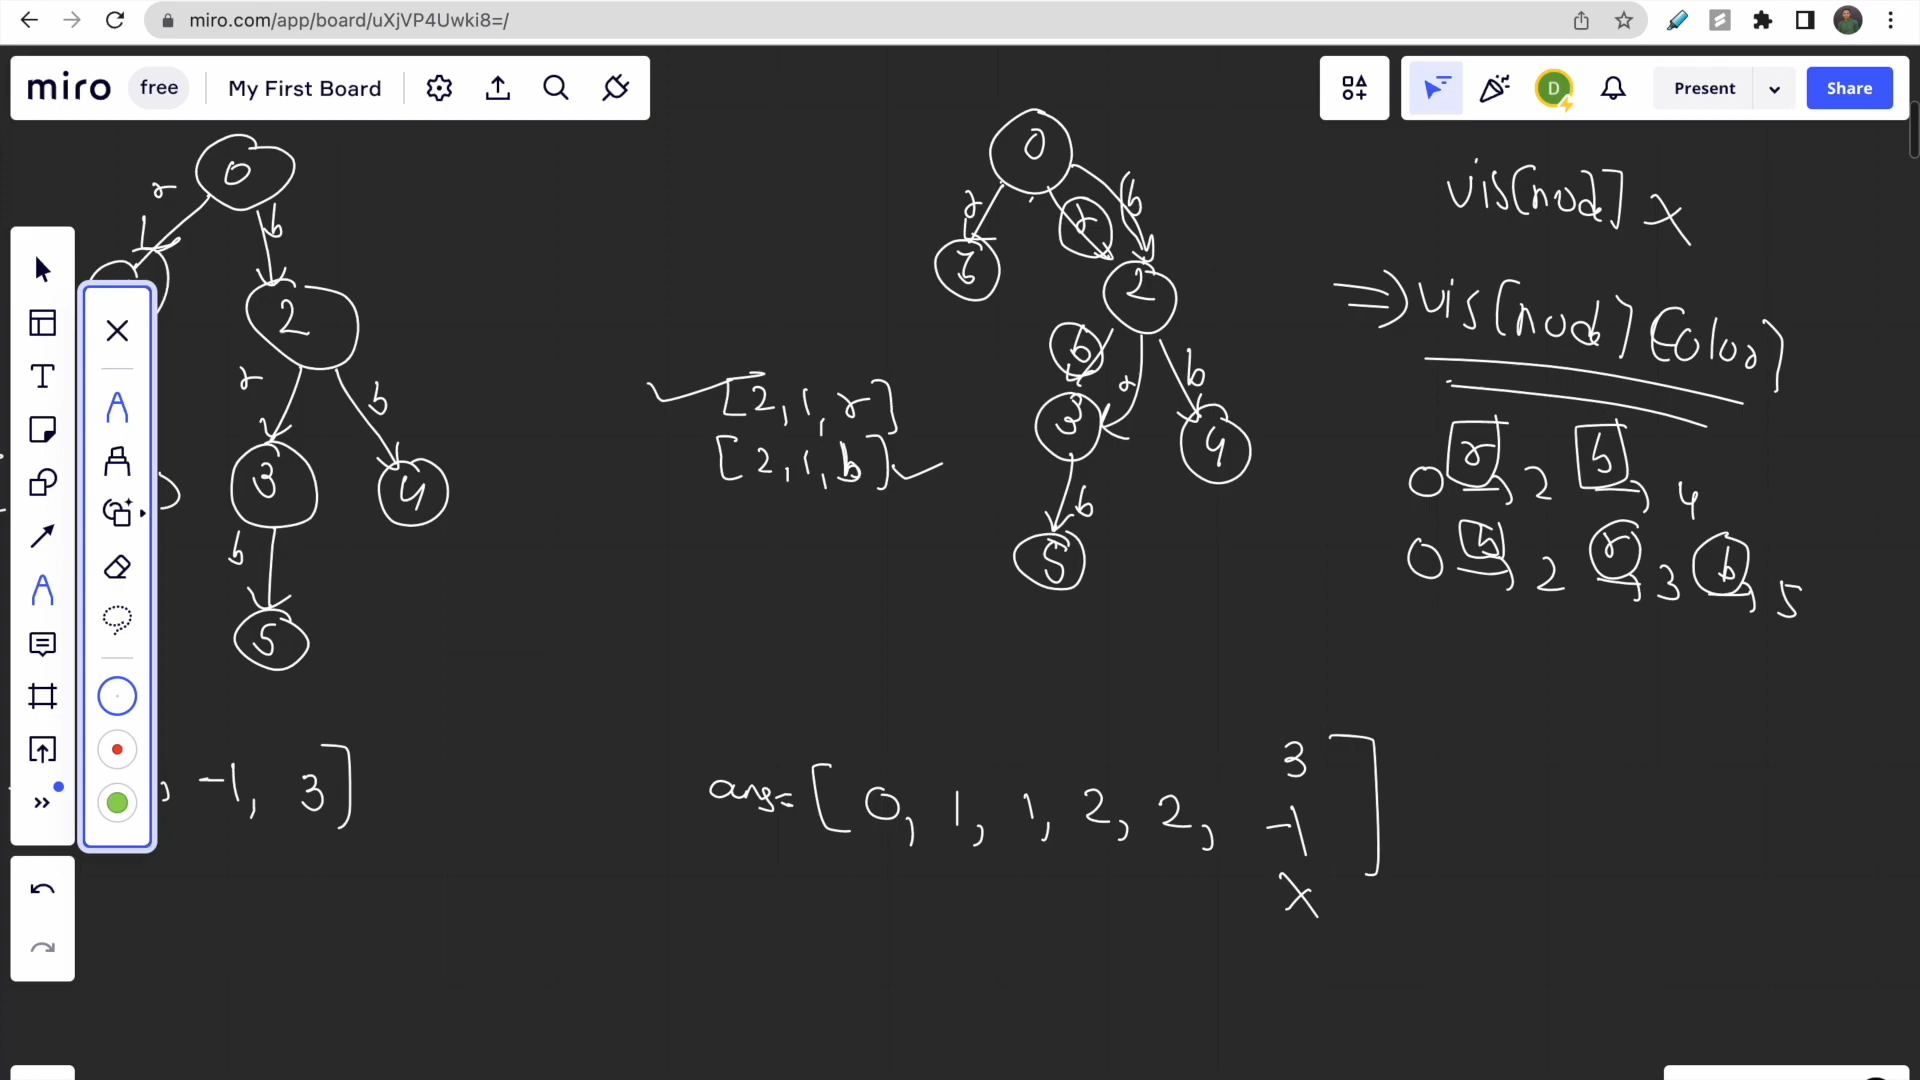 miro.com/app/board/uXjVP4Uwki8=/
miro
free
My First Board
D
Present
Share
0
r
b
2
r
b
3
4
b
5
, -1, 3]
[2, 1, r]
[2, 1, b]
0
r
r
b
2
b
r
b
3
4
b
5
vis[nod] x
=> vis[nod][color]
0 r, 2 b, 4
0 b, 2 r, 3 b, 5
3
ans= [0, 1, 1, 2, 2, -1]
x
T